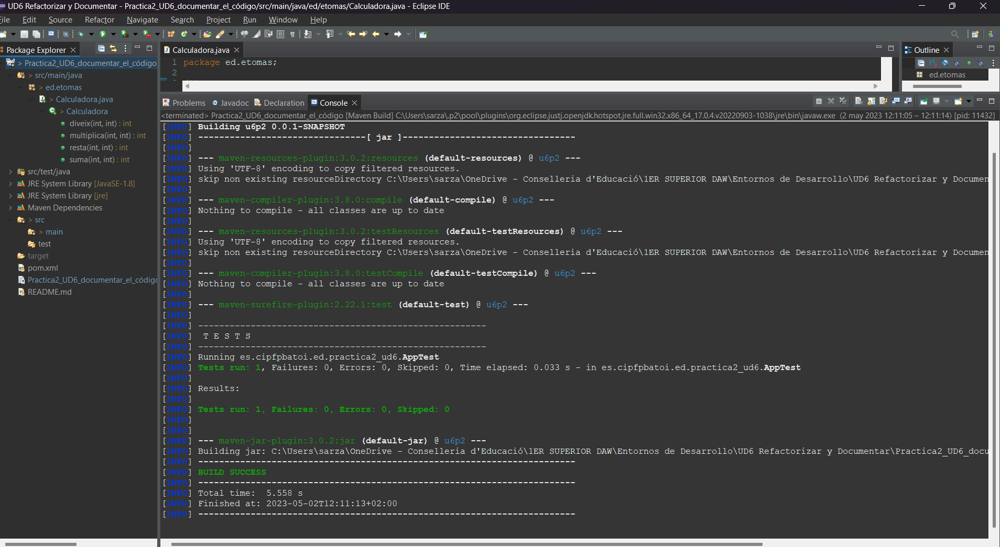 UD6 Refactorizar y Documentar - Practica2_UD6_documentar_el_código/src/main/java/ed/etomas/Calculadora.java - Eclipse IDE
ile Edit Source Refactor Navigate Search Project Run Window Help
Package Explorer
> Practica2_UD6_documentar_el_código
> src/main/java
> ed.etomas
> Calculadora.java
> Calculadora
diveix(int, int) : int
multiplica(int, int) : int
resta(int, int) : int
suma(int, int) : int
src/test/java
JRE System Library [JavaSE-1.8]
JRE System Library [jre]
Maven Dependencies
> src
> main
test
target
pom.xml
Practica2_UD6_documentar_el_código
README.md
Calculadora.java
1 package ed.etomas;
2
Outline
ed.etomas
Problems Javadoc Declaration Console
<terminated> Practica2_UD6_documentar_el_código [Maven Build] C:\Users\sarza\.p2\pool\plugins\org.eclipse.justj.openjdk.hotspot.jre.full.win32.x86_64_17.0.4.v20220903-1038\jre\bin\javaw.exe (2 may 2023 12:11:05 – 12:11:14) [pid: 11432]
[INFO] Building u6p2 0.0.1-SNAPSHOT
[INFO] --------------------------------[ jar ]---------------------------------
[INFO]
[INFO] --- maven-resources-plugin:3.0.2:resources (default-resources) @ u6p2 ---
[INFO] Using 'UTF-8' encoding to copy filtered resources.
[INFO] skip non existing resourceDirectory C:\Users\sarza\OneDrive - Conselleria d'Educació\1ER SUPERIOR DAW\Entornos de Desarrollo\UD6 Refactorizar y Documen
[INFO]
[INFO] --- maven-compiler-plugin:3.8.0:compile (default-compile) @ u6p2 ---
[INFO] Nothing to compile - all classes are up to date
[INFO]
[INFO] --- maven-resources-plugin:3.0.2:testResources (default-testResources) @ u6p2 ---
[INFO] Using 'UTF-8' encoding to copy filtered resources.
[INFO] skip non existing resourceDirectory C:\Users\sarza\OneDrive - Conselleria d'Educació\1ER SUPERIOR DAW\Entornos de Desarrollo\UD6 Refactorizar y Documen
[INFO]
[INFO] --- maven-compiler-plugin:3.8.0:testCompile (default-testCompile) @ u6p2 ---
[INFO] Nothing to compile - all classes are up to date
[INFO]
[INFO] --- maven-surefire-plugin:2.22.1:test (default-test) @ u6p2 ---
[INFO]
[INFO] -------------------------------------------------------
[INFO]  T E S T S
[INFO] -------------------------------------------------------
[INFO] Running es.cipfpbatoi.ed.practica2_ud6.AppTest
[INFO] Tests run: 1, Failures: 0, Errors: 0, Skipped: 0, Time elapsed: 0.033 s - in es.cipfpbatoi.ed.practica2_ud6.AppTest
[INFO]
[INFO] Results:
[INFO]
[INFO] Tests run: 1, Failures: 0, Errors: 0, Skipped: 0
[INFO]
[INFO]
[INFO] --- maven-jar-plugin:3.0.2:jar (default-jar) @ u6p2 ---
[INFO] Building jar: C:\Users\sarza\OneDrive - Conselleria d'Educació\1ER SUPERIOR DAW\Entornos de Desarrollo\UD6 Refactorizar y Documentar\Practica2_UD6_docu
[INFO] ------------------------------------------------------------------------
[INFO] BUILD SUCCESS
[INFO] ------------------------------------------------------------------------
[INFO] Total time:  5.558 s
[INFO] Finished at: 2023-05-02T12:11:13+02:00
[INFO] ------------------------------------------------------------------------